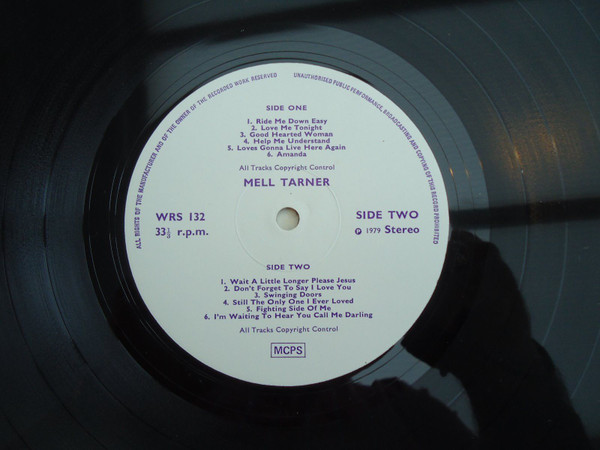 ALL RIGHTS OF THE MANUFACTURER AND OF THE OWNER OF THE RECORDED WORK RESERVED
UNAUTHORISED PUBLIC PERFORMANCE, BROADCASTING AND COPYING OF THIS RECORD PROHIBITED
SIDE ONE
1. Ride Me Down Easy
2. Love Me Tonight
3. Good Hearted Woman
4. Help Me Understand
5. Loves Gonna Live Here Again
6. Amanda
All Tracks Copyright Control
MELL TARNER
WRS 132 SIDE TWO
33⅓ r.p.m. ℗ 1979 Stereo
SIDE TWO
1. Wait A Little Longer Please Jesus
2. Don't Forget To Say I Love You
3. Swinging Doors
4. Still The Only One I Ever Loved
5. Fighting Side Of Me
6. I'm Waiting To Hear You Call Me Darling
All Tracks Copyright Control
MCPS